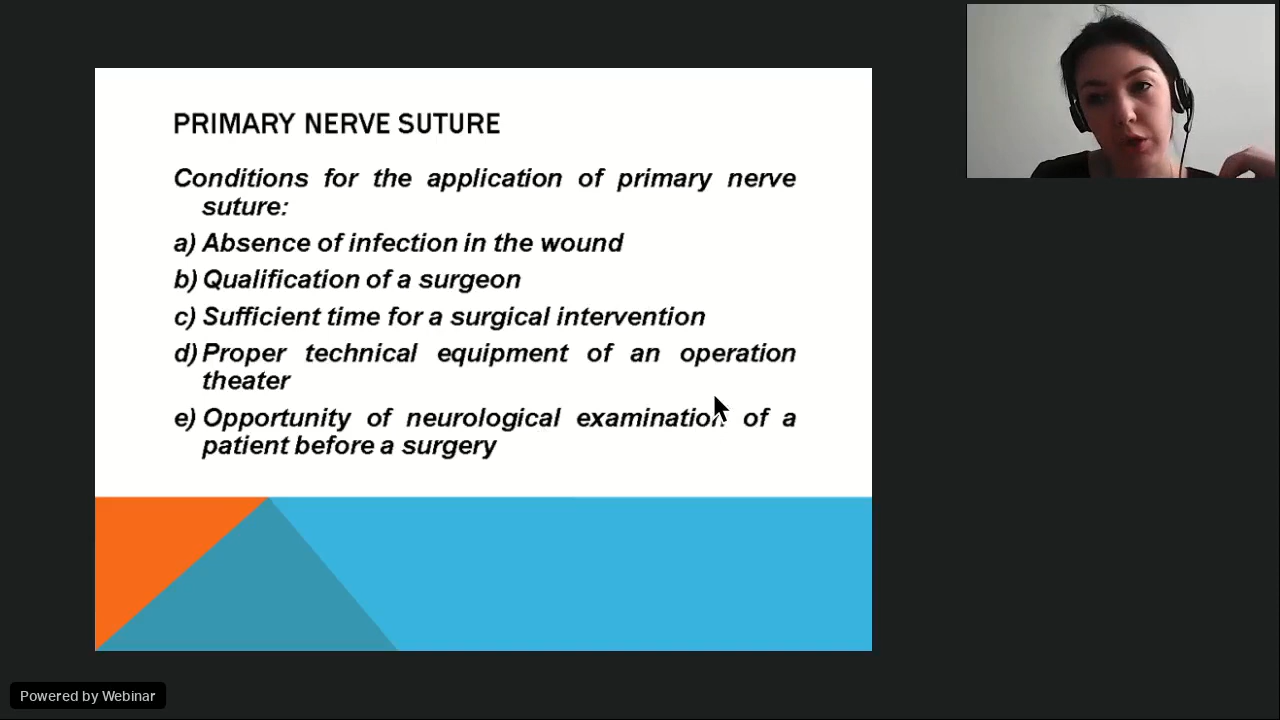 PRIMARY NERVE SUTURE
Conditions for the application of primary nerve
suture:
a) Absence of infection in the wound
b) Qualification of a surgeon
c) Sufficient time for a surgical intervention
d) Proper technical equipment of an operation
theater
e) Opportunity of neurological examination of a
patient before a surgery
Powered by Webinar